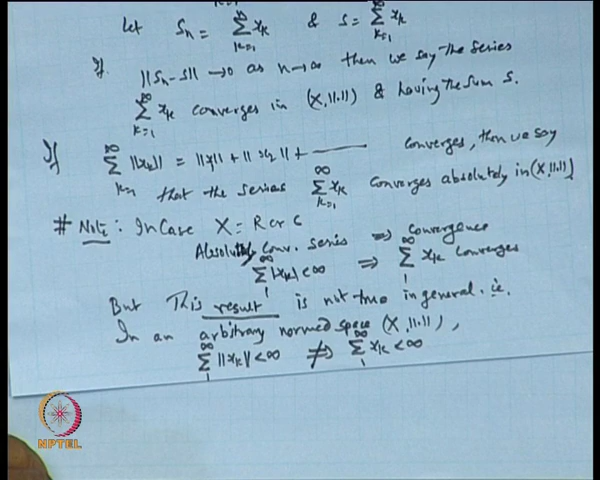 let Sn = ∑_{k=1}^{n} xk & s = ∑_{k=1}^{∞} xk
If ||Sn - s|| → 0 as n → ∞ then we say the series
∑_{k=1}^{∞} xk converges in (X, ||.||) & having the sum s.
If ∑_{k=1}^{∞} ||xk|| = ||x1|| + ||x2|| + ——— converges, then we say
that the series ∑_{k=1}^{∞} xk converges absolutely in (X, ||.||)
# Note: In case X = R or C
Absolutely conv. series ⇒ convergence
∑_{1}^{∞} |xk| < ∞ ⇒ ∑_{1}^{∞} xk converges
But This result is not true in general. i.e.
In an arbitrary normed space (X, ||.||),
∑_{1}^{∞} ||xk|| < ∞ ⇏ ∑_{1}^{∞} xk < ∞
NPTEL